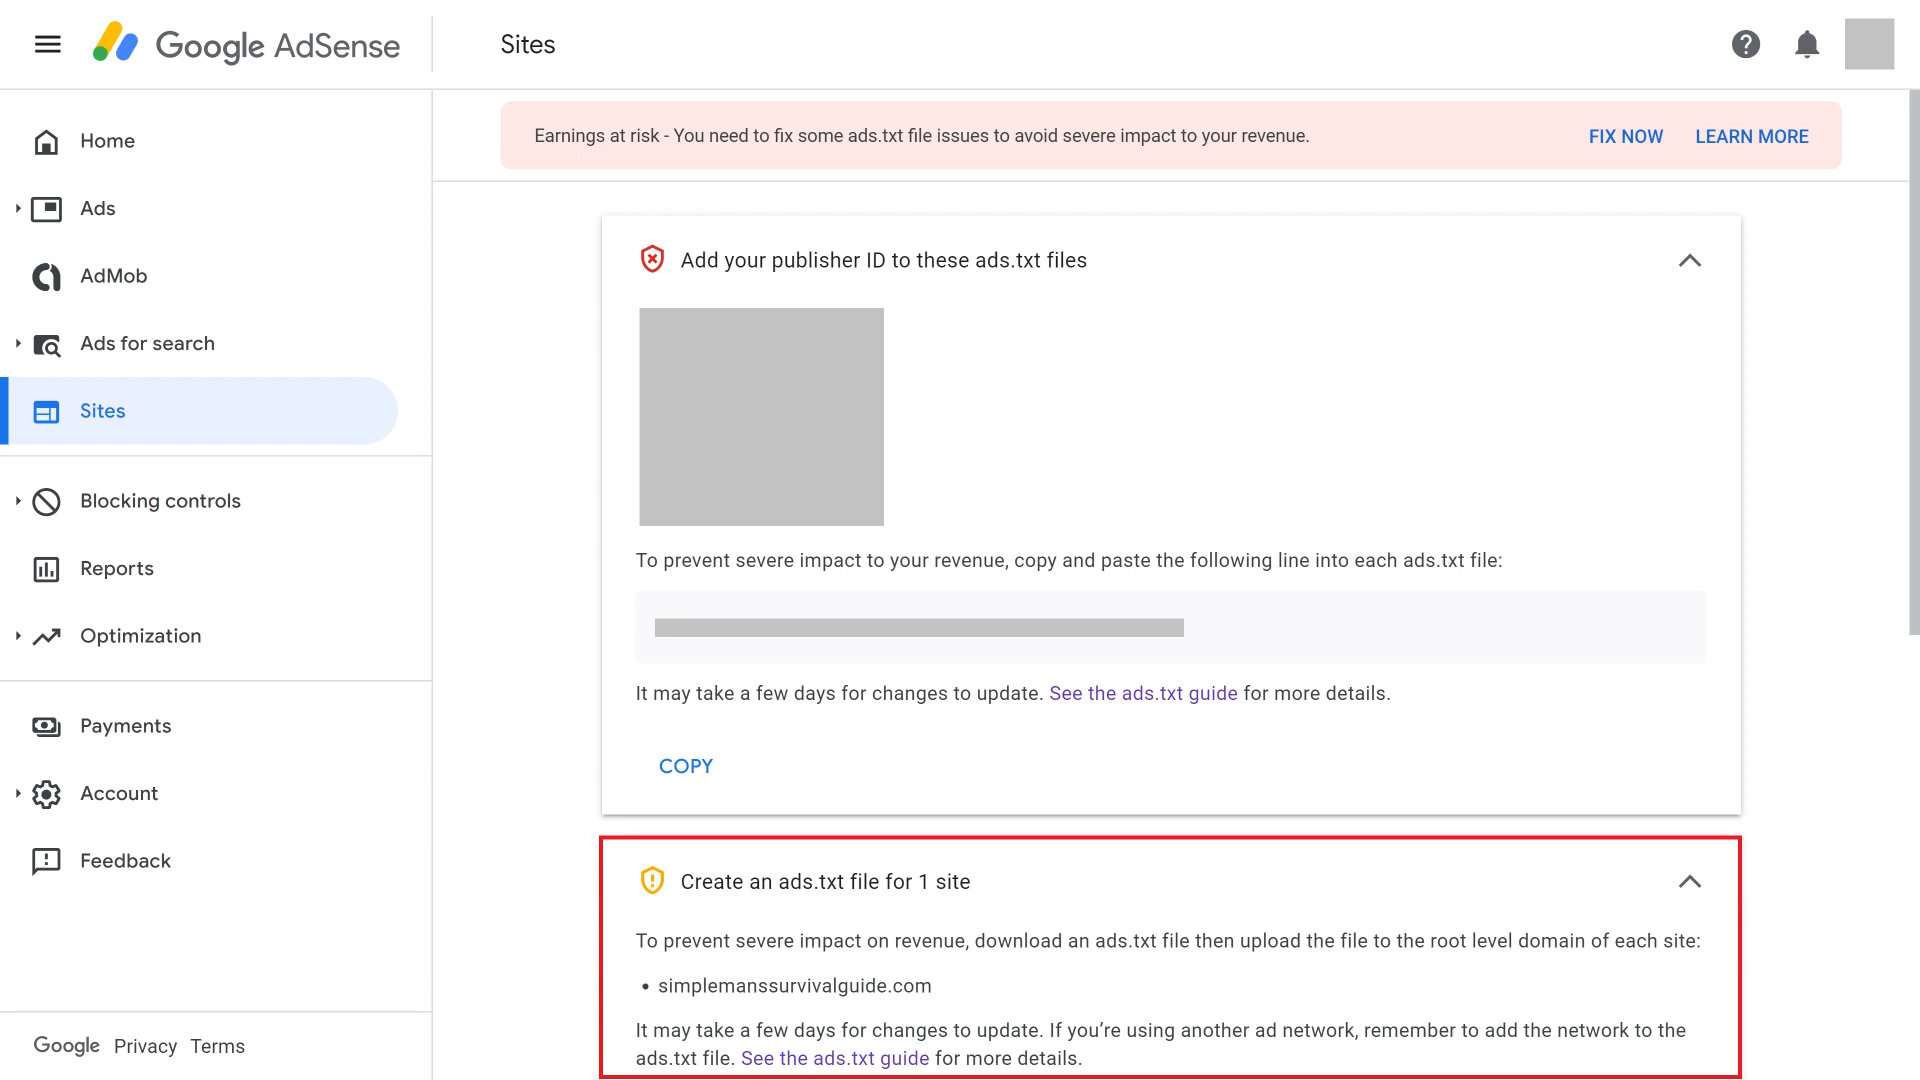 Google AdSense
Sites
Home
Ads
AdMob
Ads for search
Sites
Blocking controls
Reports
Optimization
Payments
Account
Feedback
Google Privacy Terms
Earnings at risk - You need to fix some ads.txt file issues to avoid severe impact to your revenue.
FIX NOW
LEARN MORE
Add your publisher ID to these ads.txt files
To prevent severe impact to your revenue, copy and paste the following line into each ads.txt file:
It may take a few days for changes to update. See the ads.txt guide for more details.
COPY
Create an ads.txt file for 1 site
To prevent severe impact on revenue, download an ads.txt file then upload the file to the root level domain of each site:
• simplemanssurvivalguide.com
It may take a few days for changes to update. If you’re using another ad network, remember to add the network to the
ads.txt file. See the ads.txt guide for more details.